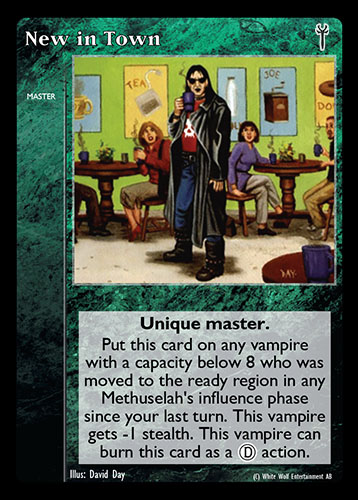 New in Town
MASTER
TEA
JOE
DO
DAY-
Unique master.
Put this card on any vampire
with a capacity below 8 who was
moved to the ready region in any
Methuselah's influence phase
since your last turn. This vampire
gets -1 stealth. This vampire can
burn this card as a Ⓓ action.
Illus: David Day
(C) White Wolf Entertainment AB